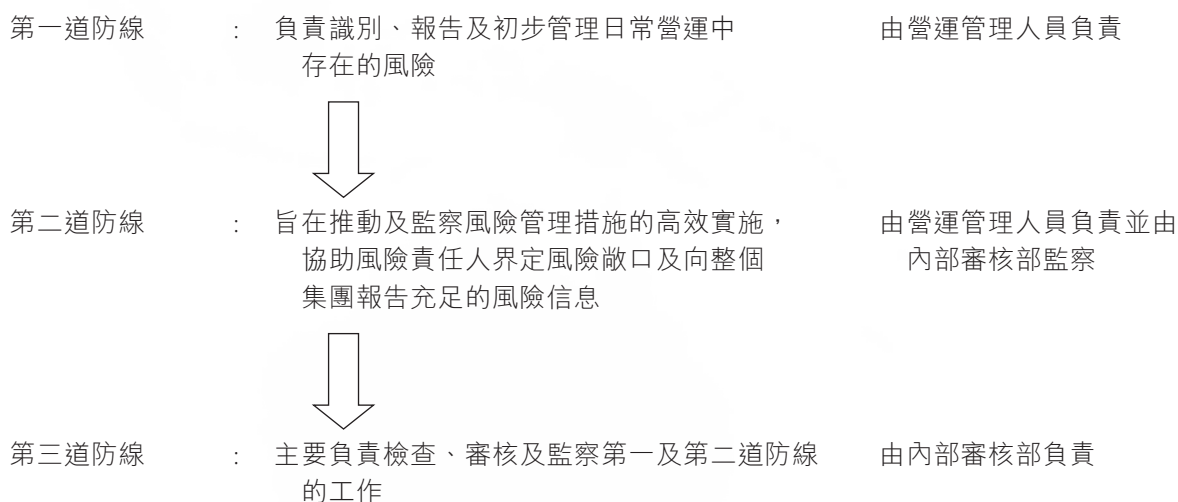 第一道防線 : 負責識別、報告及初步管理日常營運中 由營運管理人員負責
存在的風險
第二道防線 : 旨在推動及監察風險管理措施的高效實施， 由營運管理人員負責並由
協助風險責任人界定風險敞口及向整個 內部審核部監察
集團報告充足的風險信息
第三道防線 : 主要負責檢查、審核及監察第一及第二道防線 由內部審核部負責
的工作